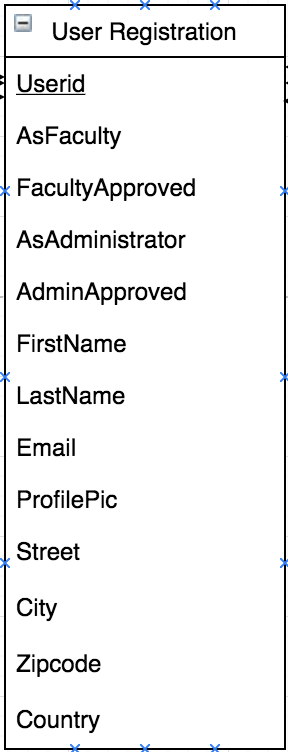 User Registration
Userid
AsFaculty
FacultyApproved
AsAdministrator
AdminApproved
FirstName
LastName
Email
ProfilePic
Street
City
Zipcode
Country